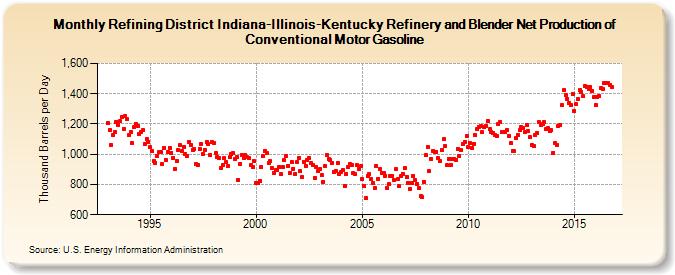 Monthly Refining District Indiana-Illinois-Kentucky Refinery and Blender Net Production of
Conventional Motor Gasoline
Thousand Barrels per Day
1,600
1,400
1,200
1,000
800
600
1995
2000
2005
2010
2015
Source: U.S. Energy Information Administration